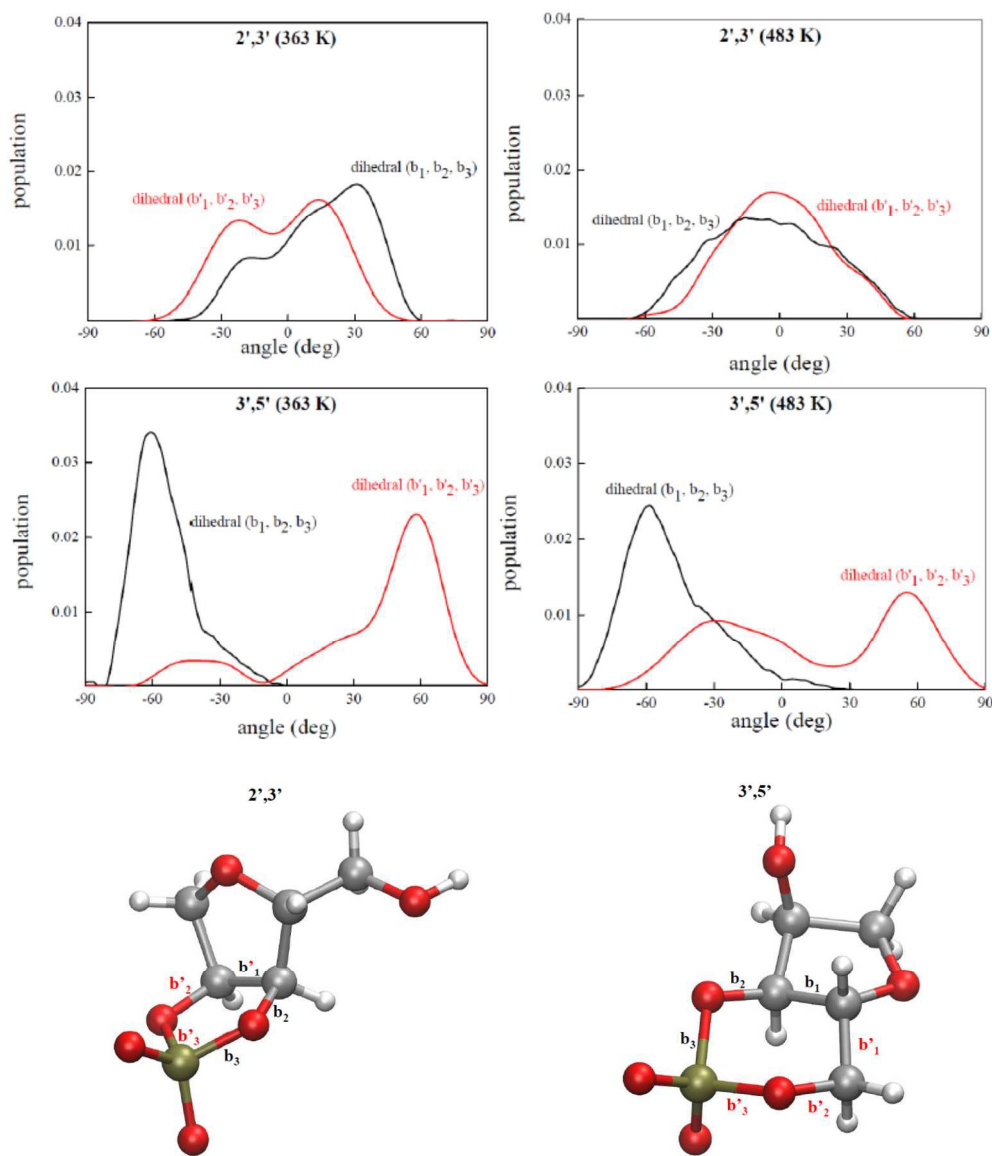 2',3' (363 K)
0.04
0.03
0.02
0.01
population
dihedral (b'1, b'2, b'3)
dihedral (b1, b2, b3)
-90 -60 -30 0 30 60 90
angle (deg)
2',3' (483 K)
0.04
0.03
0.02
0.01
population
dihedral (b1, b2, b3)
dihedral (b'1, b'2, b'3)
-90 -60 -30 0 30 60 90
angle (deg)
3',5' (363 K)
0.04
0.03
0.02
0.01
population
dihedral (b'1, b'2, b'3)
dihedral (b1, b2, b3)
-90 -60 -30 0 30 60 90
angle (deg)
3',5' (483 K)
0.04
0.03
0.02
0.01
population
dihedral (b1, b2, b3)
dihedral (b'1, b'2, b'3)
-90 -60 -30 0 30 60 90
angle (deg)
2',3'
b'1
b'2
b2
b'3
b3
3',5'
b2
b1
b3
b'1
b'3
b'2